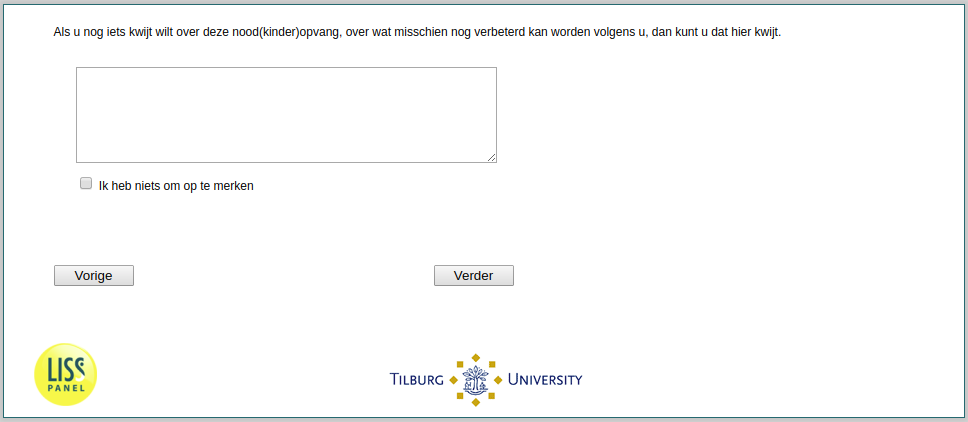 Als u nog iets kwijt wilt over deze nood(kinder)opvang, over wat misschien nog verbeterd kan worden volgens u, dan kunt u dat hier kwijt.
Ik heb niets om op te merken
Vorige
Verder
LISS
PANEL
TILBURG UNIVERSITY